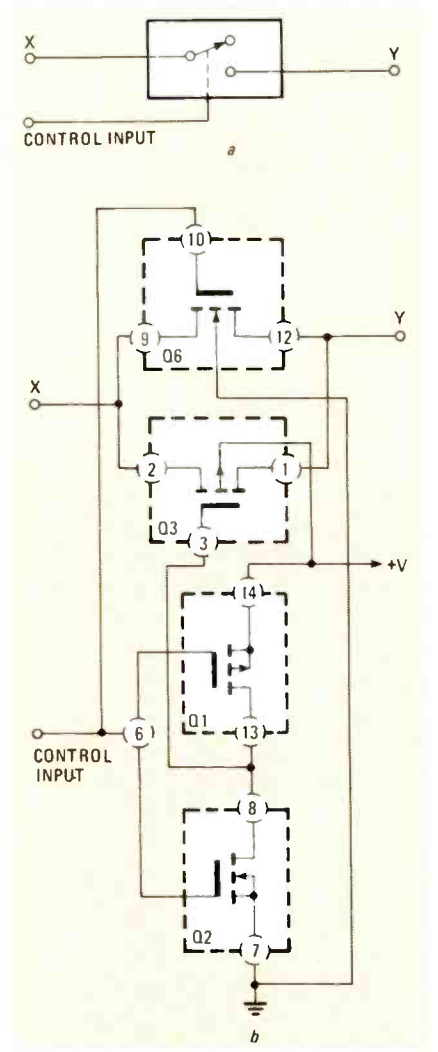 X
Y
CONTROL INPUT
a
10
9
12
Y
Q6
X
2
1
Q3
3
+V
14
Q1
6
13
CONTROL
INPUT
8
Q2
7
b